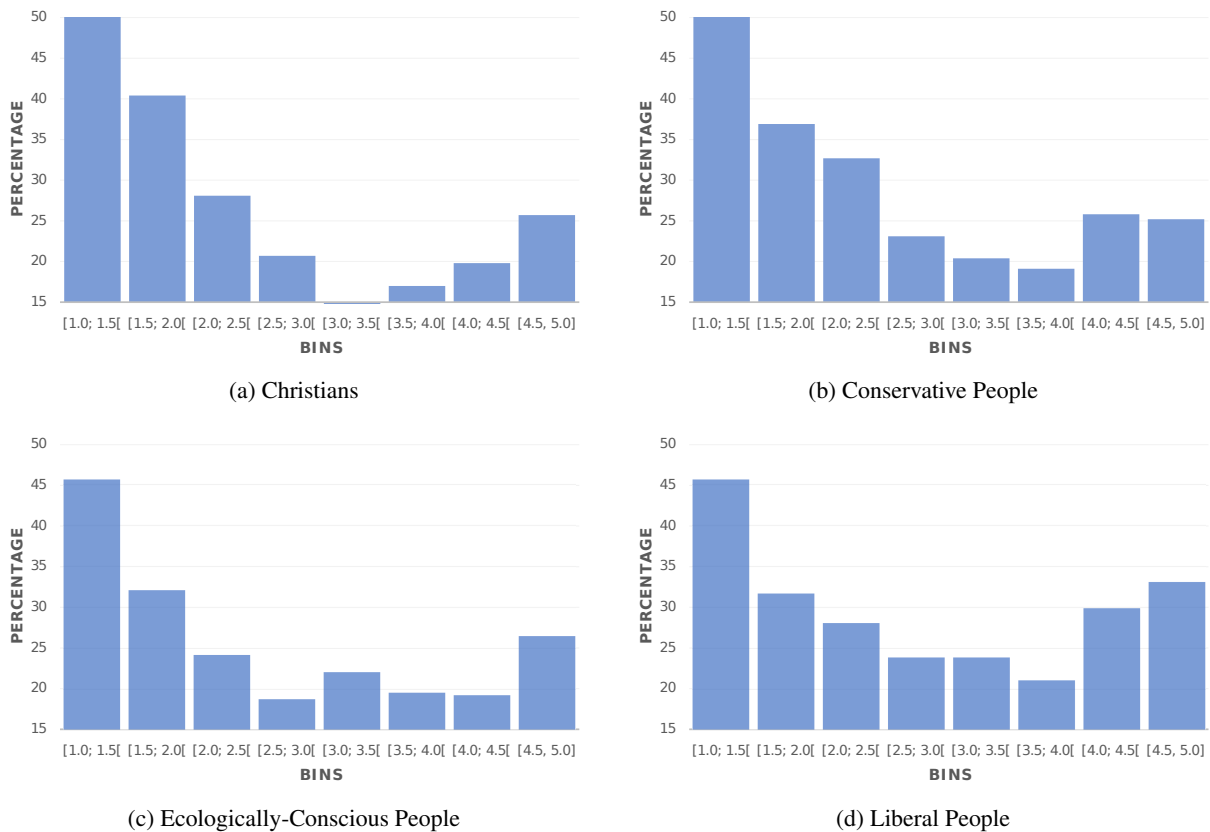 50
45
40
35
30
25
20
15
PERCENTAGE
[1.0; 1.5[ [1.5; 2.0[ [2.0; 2.5[ [2.5; 3.0[ [3.0; 3.5[ [3.5; 4.0[ [4.0; 4.5[ [4.5, 5.0]
BINS
(a) Christians
50
45
40
35
30
25
20
15
PERCENTAGE
[1.0; 1.5[ [1.5; 2.0[ [2.0; 2.5[ [2.5; 3.0[ [3.0; 3.5[ [3.5; 4.0[ [4.0; 4.5[ [4.5, 5.0]
BINS
(b) Conservative People
50
45
40
35
30
25
20
15
PERCENTAGE
[1.0; 1.5[ [1.5; 2.0[ [2.0; 2.5[ [2.5; 3.0[ [3.0; 3.5[ [3.5; 4.0[ [4.0; 4.5[ [4.5, 5.0]
BINS
(c) Ecologically-Conscious People
50
45
40
35
30
25
20
15
PERCENTAGE
[1.0; 1.5[ [1.5; 2.0[ [2.0; 2.5[ [2.5; 3.0[ [3.0; 3.5[ [3.5; 4.0[ [4.0; 4.5[ [4.5, 5.0]
BINS
(d) Liberal People